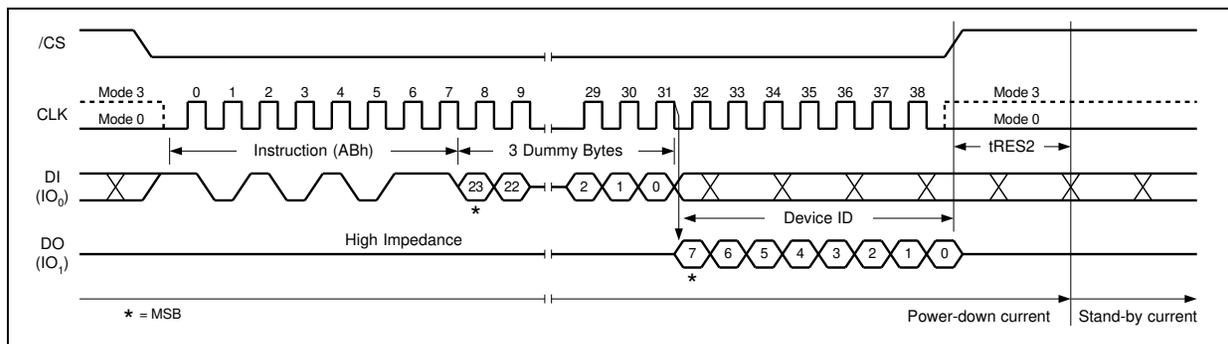 /CS
Mode 3 0 1 2 3 4 5 6 7 8 9 29 30 31 32 33 34 35 36 37 38 Mode 3
CLK
Mode 0 Mode 0
Instruction (ABh) 3 Dummy Bytes tRES2
DI
(IO0) 23 22 2 1 0
*
Device ID
High Impedance
DO
(IO1) 7 6 5 4 3 2 1 0
*
* = MSB
Power-down current Stand-by current